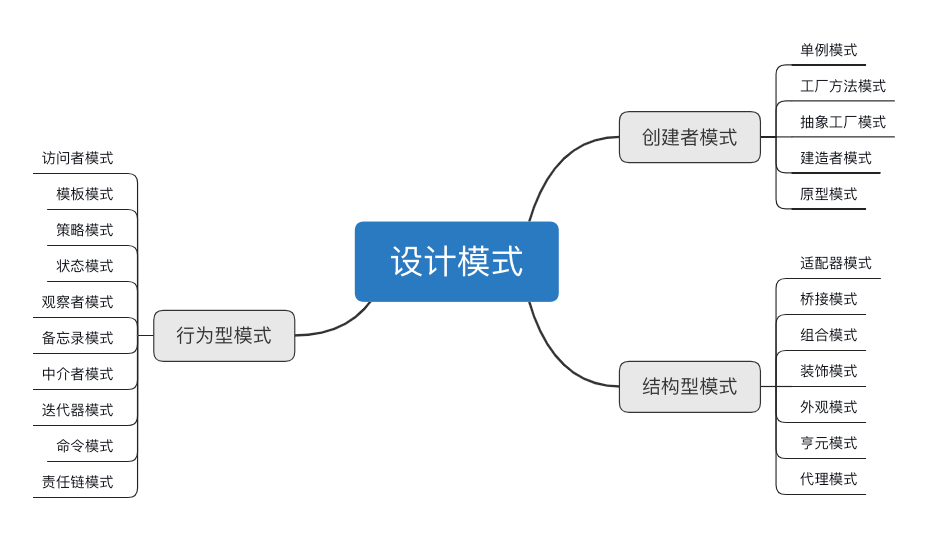 设计模式
创建者模式
单例模式
工厂方法模式
抽象工厂模式
建造者模式
原型模式
结构型模式
适配器模式
桥接模式
组合模式
装饰模式
外观模式
亨元模式
代理模式
行为型模式
访问者模式
模板模式
策略模式
状态模式
观察者模式
备忘录模式
中介者模式
迭代器模式
命令模式
责任链模式